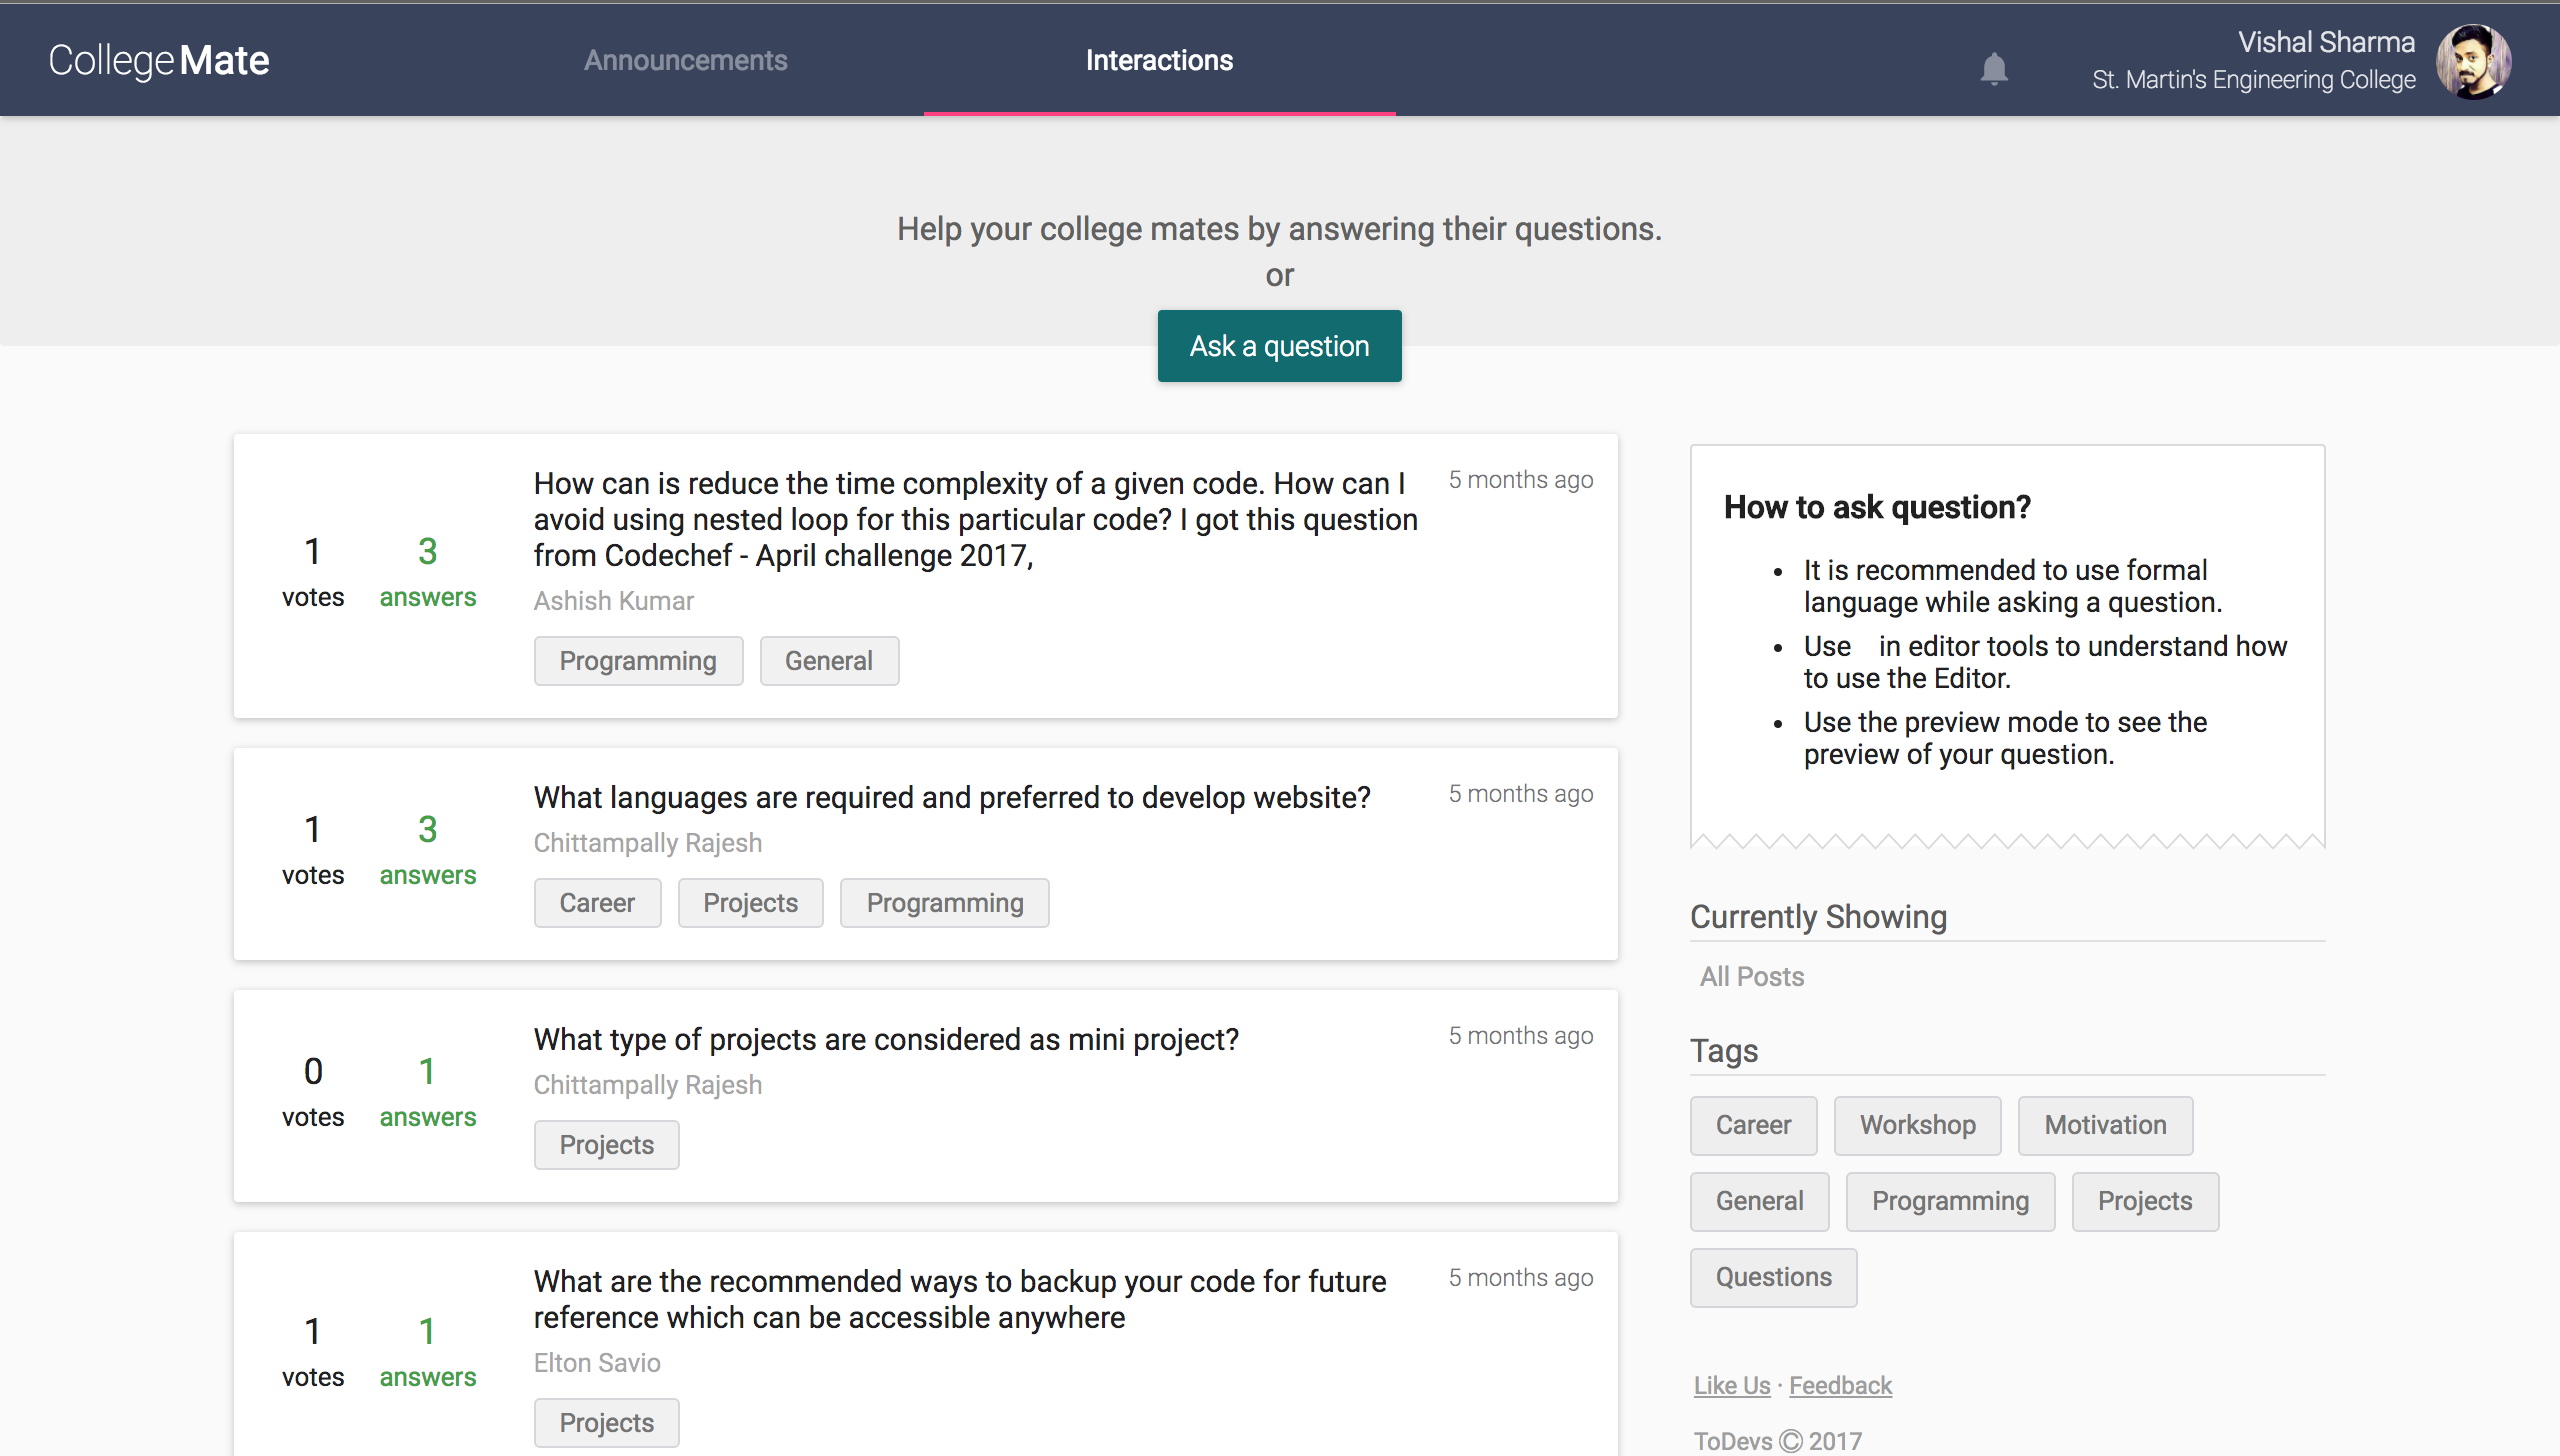 CollegeMate
Announcements
Interactions
Vishal Sharma
St. Martin's Engineering College
Help your college mates by answering their questions.
or
Ask a question
1
votes
3
answers
How can is reduce the time complexity of a given code. How can I
avoid using nested loop for this particular code? I got this question
from Codechef - April challenge 2017,
5 months ago
Ashish Kumar
Programming
General
1
votes
3
answers
What languages are required and preferred to develop website?
5 months ago
Chittampally Rajesh
Career
Projects
Programming
0
votes
1
answers
What type of projects are considered as mini project?
5 months ago
Chittampally Rajesh
Projects
1
votes
1
answers
What are the recommended ways to backup your code for future
reference which can be accessible anywhere
5 months ago
Elton Savio
Projects
How to ask question?
• It is recommended to use formal
language while asking a question.
• Use in editor tools to understand how
to use the Editor.
• Use the preview mode to see the
preview of your question.
Currently Showing
All Posts
Tags
Career
Workshop
Motivation
General
Programming
Projects
Questions
Like Us · Feedback
ToDevs © 2017